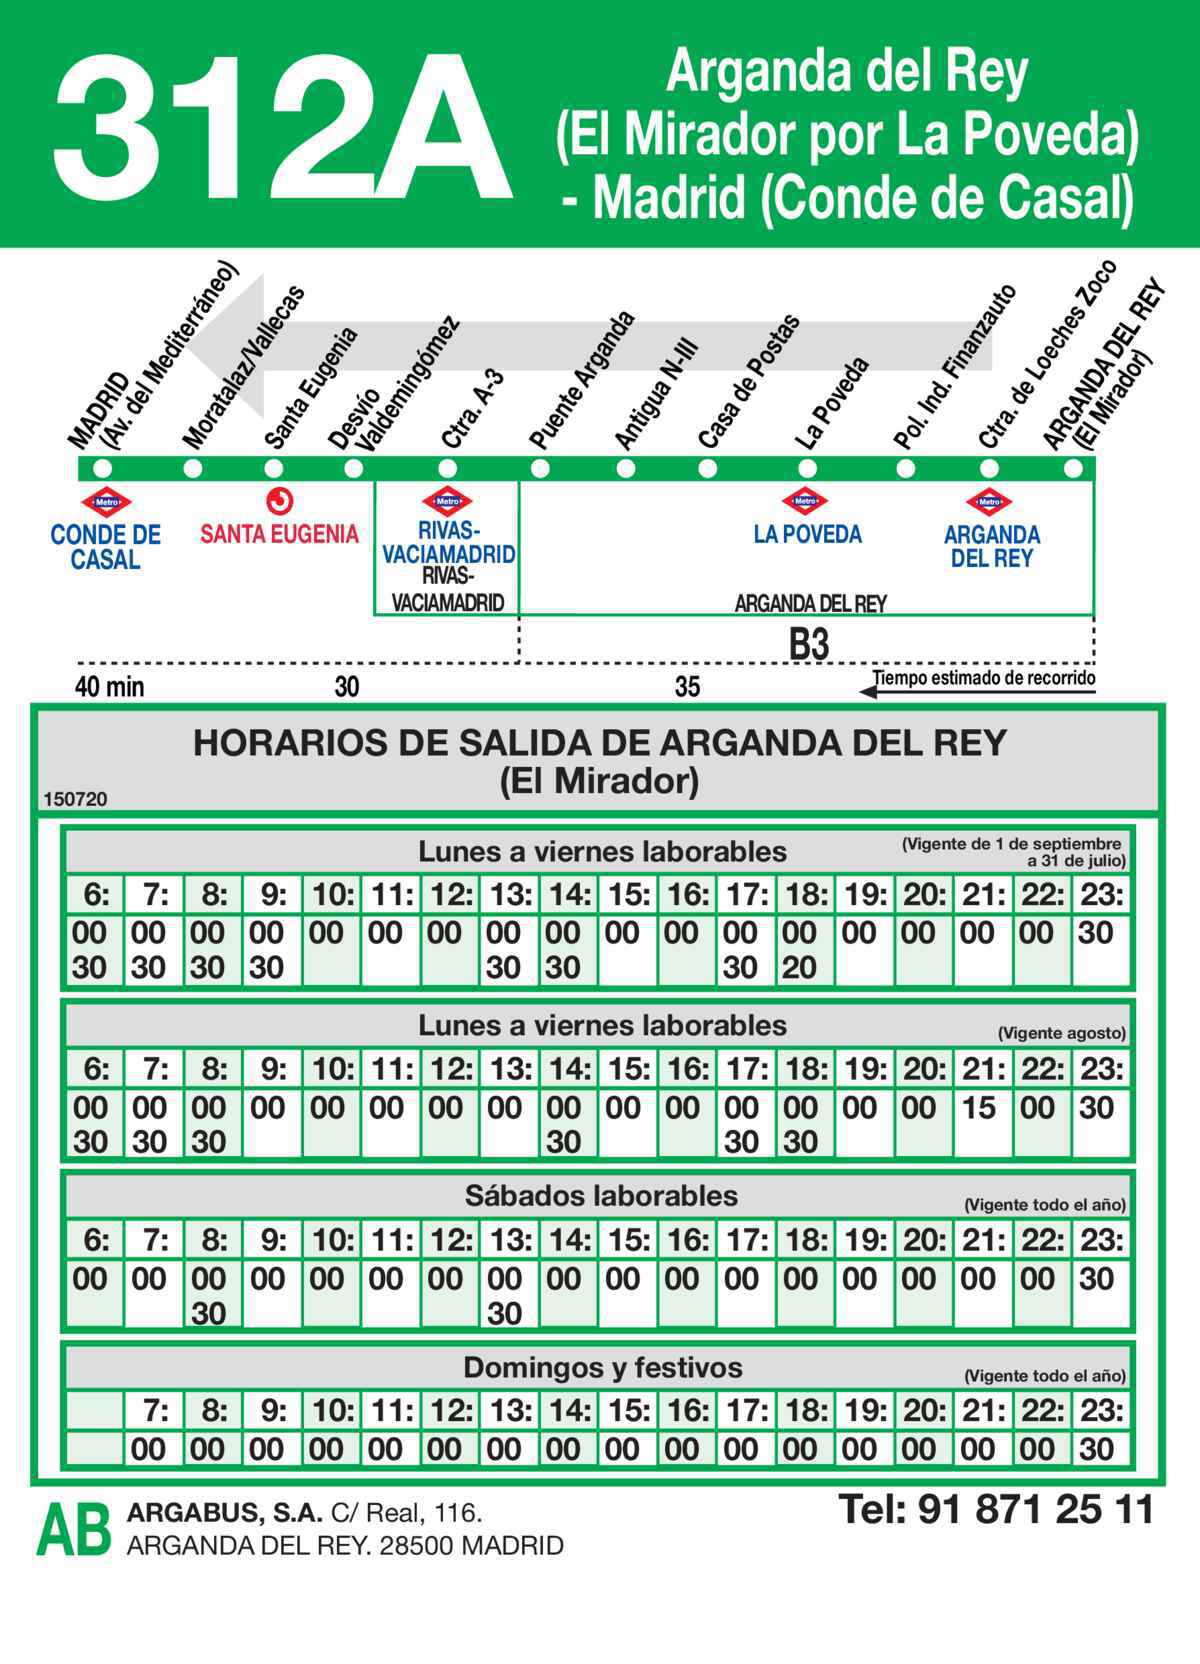 312A
Arganda del Rey
(El Mirador por La Poveda)
- Madrid (Conde de Casal)
MADRID
(Av. del Mediterráneo)
Moratalaz/Vallecas
Santa Eugenia
Desvío
Valdemingómez
Ctra. A-3
Puente Arganda
Antigua N-III
Casa de Postas
La Poveda
Pol. Ind. Finanzauto
Ctra. de Loeches Zoco
ARGANDA DEL REY
(El Mirador)
Metro
Metro
Metro
Metro
CONDE DE
CASAL
SANTA EUGENIA
RIVAS-
VACIAMADRID
RIVAS-
VACIAMADRID
LA POVEDA
ARGANDA
DEL REY
ARGANDA DEL REY
B3
40 min 30 35 Tiempo estimado de recorrido
HORARIOS DE SALIDA DE ARGANDA DEL REY
(El Mirador)
150720
Lunes a viernes laborables (Vigente de 1 de septiembre
a 31 de julio)
6: 7: 8: 9: 10: 11: 12: 13: 14: 15: 16: 17: 18: 19: 20: 21: 22: 23:
00 00 00 00 00 00 00 00 00 00 00 00 00 00 00 00 00 30
30 30 30 30 30 30 30 20
Lunes a viernes laborables (Vigente agosto)
6: 7: 8: 9: 10: 11: 12: 13: 14: 15: 16: 17: 18: 19: 20: 21: 22: 23:
00 00 00 00 00 00 00 00 00 00 00 00 00 00 00 15 00 30
30 30 30 30 30 30
Sábados laborables (Vigente todo el año)
6: 7: 8: 9: 10: 11: 12: 13: 14: 15: 16: 17: 18: 19: 20: 21: 22: 23:
00 00 00 00 00 00 00 00 00 00 00 00 00 00 00 00 00 30
30 30
Domingos y festivos (Vigente todo el año)
7: 8: 9: 10: 11: 12: 13: 14: 15: 16: 17: 18: 19: 20: 21: 22: 23:
00 00 00 00 00 00 00 00 00 00 00 00 00 00 00 00 30
AB
ARGABUS, S.A. C/ Real, 116.
ARGANDA DEL REY. 28500 MADRID
Tel: 91 871 25 11